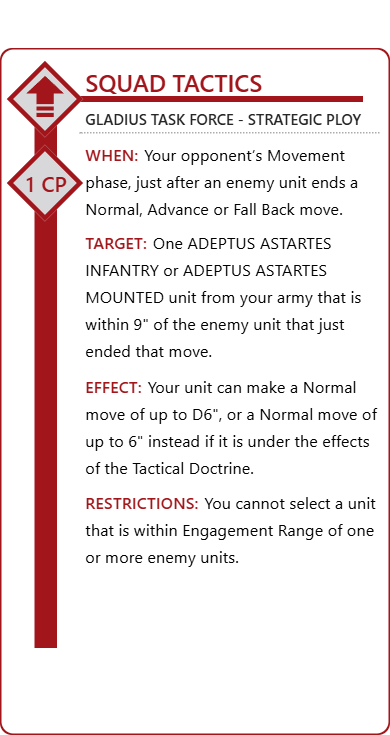 SQUAD TACTICS
GLADIUS TASK FORCE - STRATEGIC PLOY
1 CP
WHEN: Your opponent's Movement
phase, just after an enemy unit ends a
Normal, Advance or Fall Back move.
TARGET: One ADEPTUS ASTARTES
INFANTRY or ADEPTUS ASTARTES
MOUNTED unit from your army that is
within 9" of the enemy unit that just
ended that move.
EFFECT: Your unit can make a Normal
move of up to D6", or a Normal move of
up to 6" instead if it is under the effects
of the Tactical Doctrine.
RESTRICTIONS: You cannot select a unit
that is within Engagement Range of one
or more enemy units.